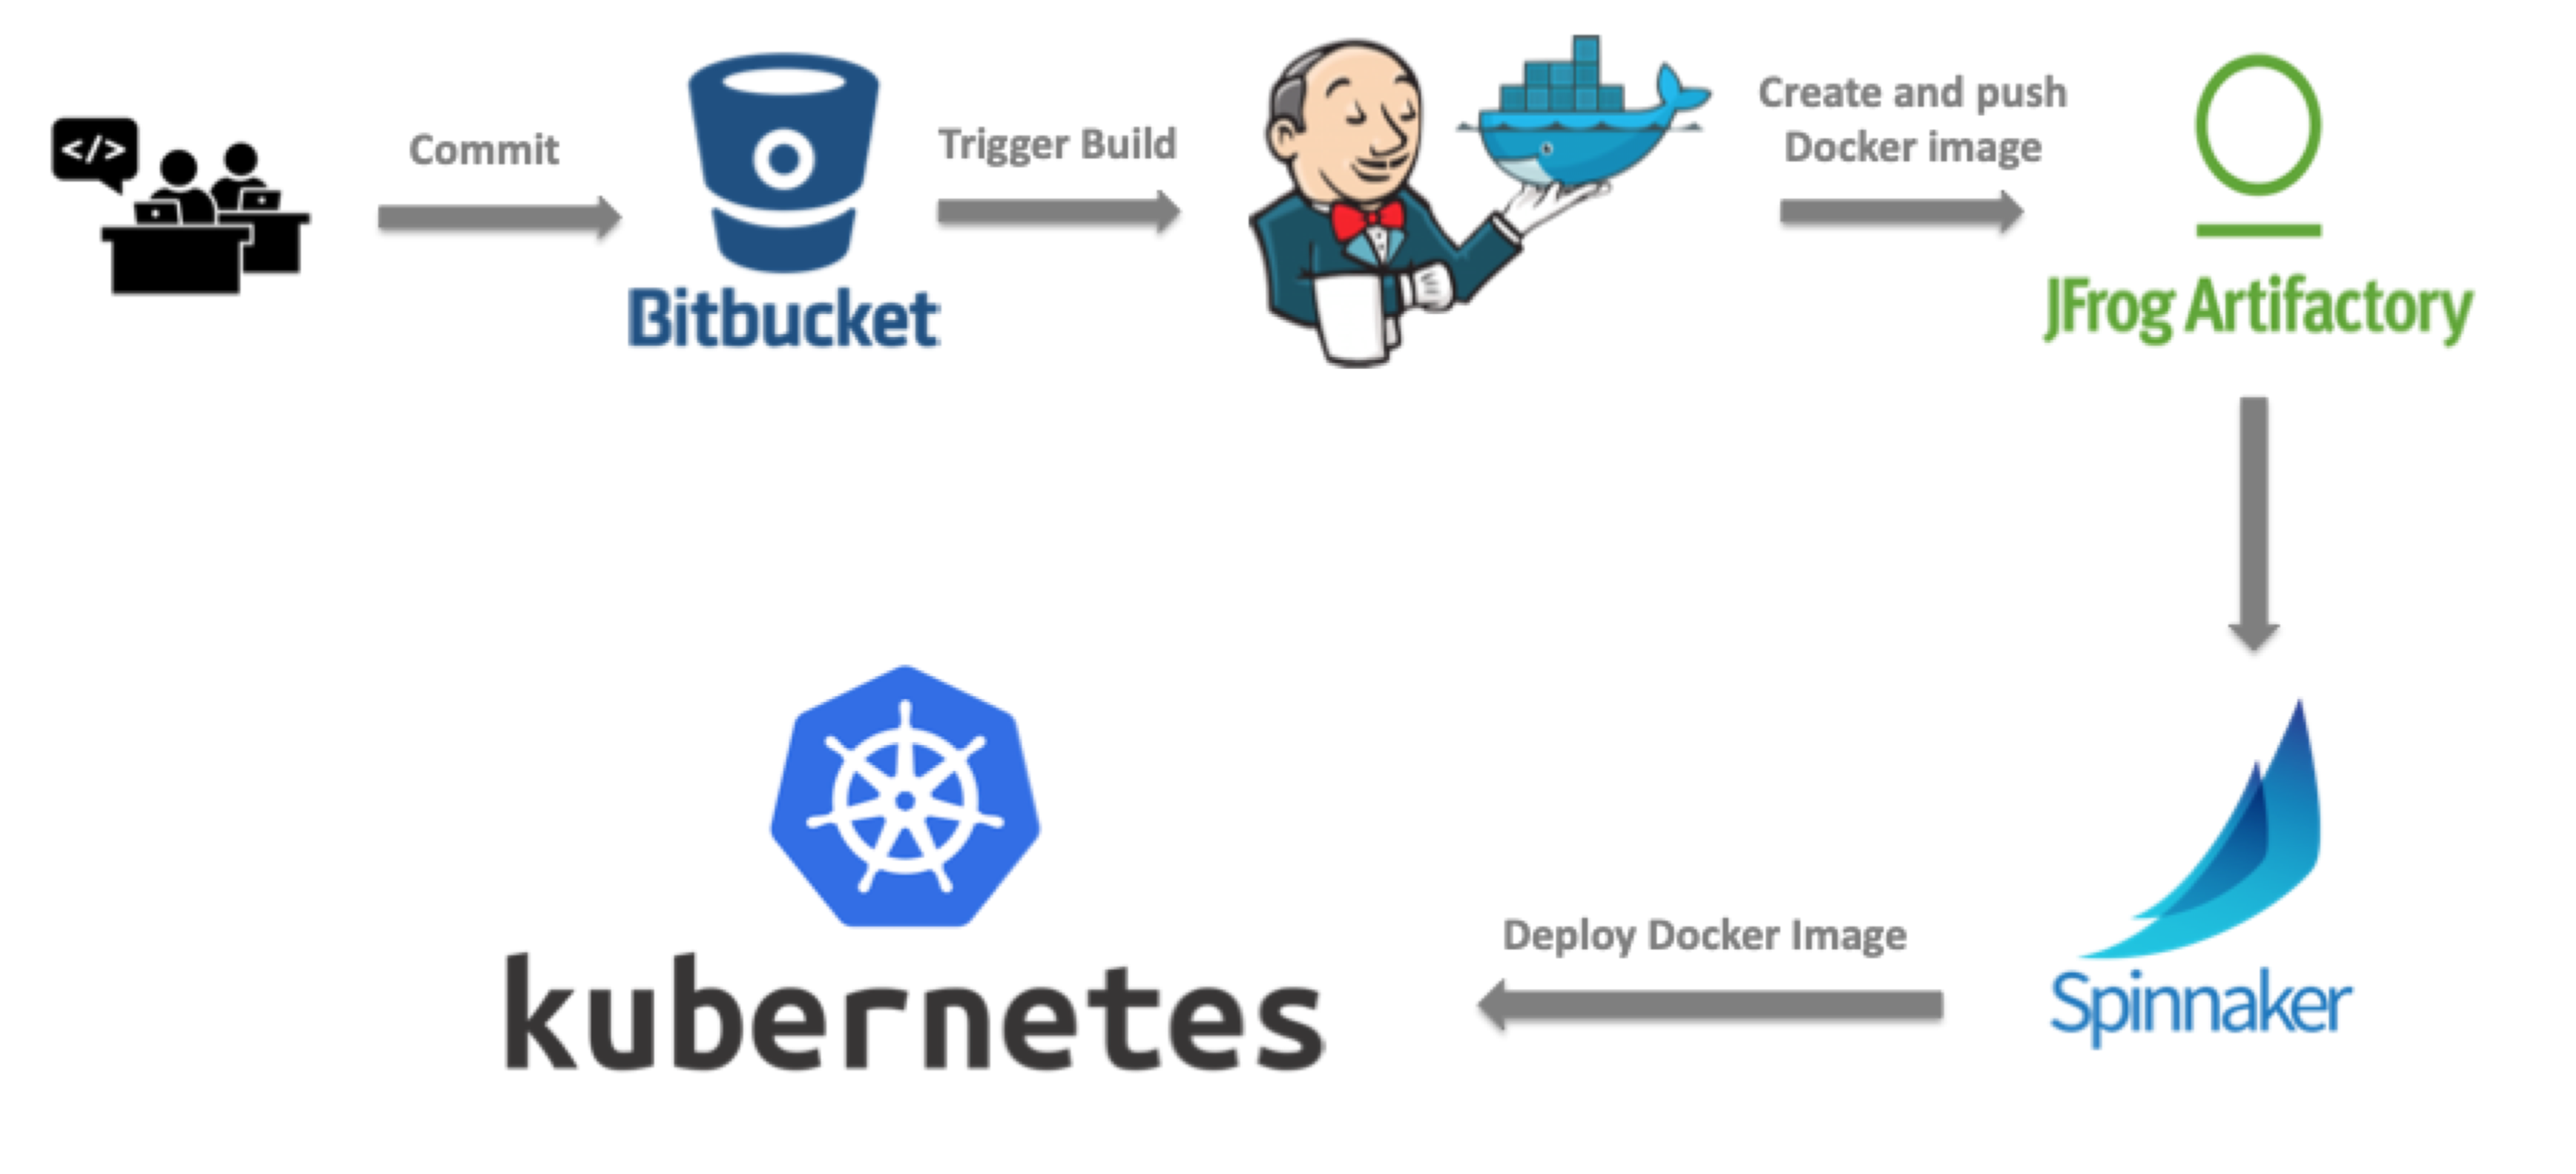 </>
Commit
Bitbucket
Trigger Build
Create and push
Docker image
JFrog Artifactory
Spinnaker
Deploy Docker Image
kubernetes